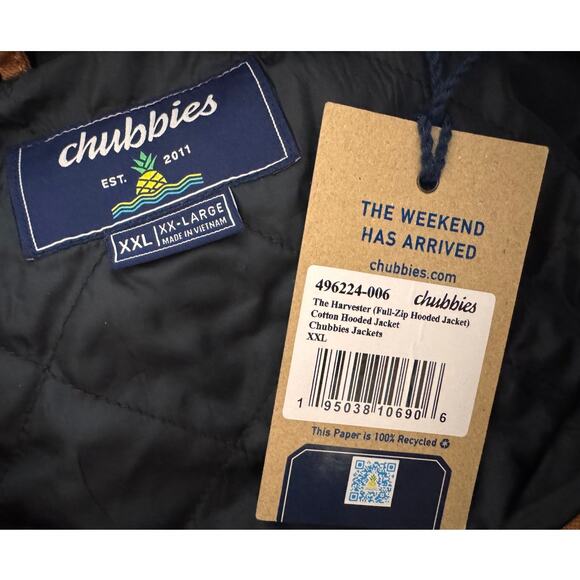 chubbies
EST. 2011
XXL XX-LARGE
MADE IN VIETNAM
THE WEEKEND
HAS ARRIVED
chubbies.com
496224-006 chubbies
The Harvester (Full-Zip Hooded Jacket)
Cotton Hooded Jacket
Chubbies Jackets
XXL
1 95038 10690 6
This Paper is 100% Recycled